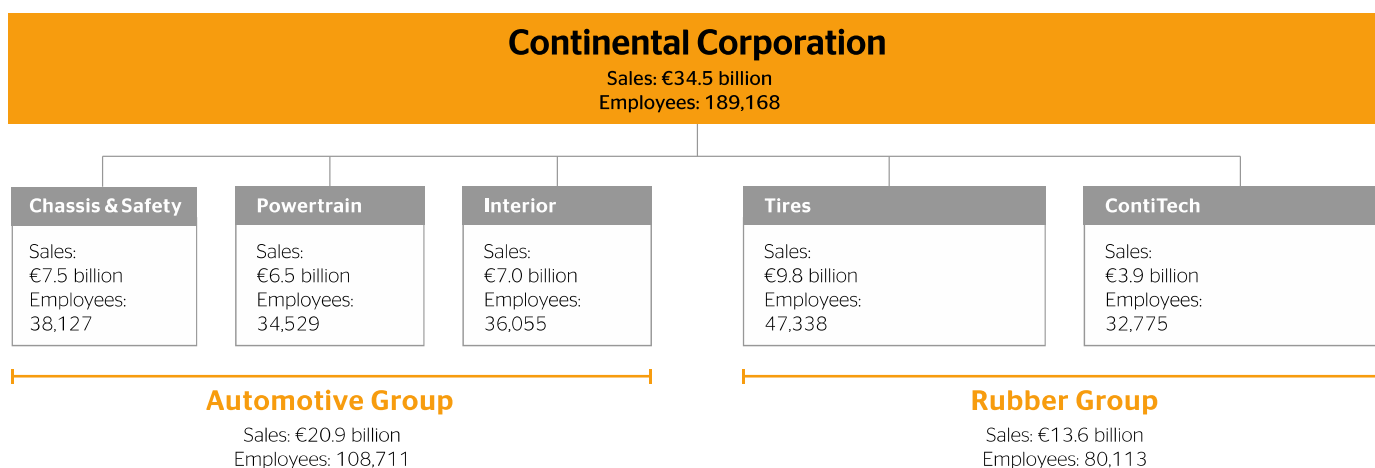 Continental Corporation
Sales: €34.5 billion
Employees: 189,168
Chassis & Safety
Sales:
€7.5 billion
Employees:
38,127
Powertrain
Sales:
€6.5 billion
Employees:
34,529
Interior
Sales:
€7.0 billion
Employees:
36,055
Tires
Sales:
€9.8 billion
Employees:
47,338
ContiTech
Sales:
€3.9 billion
Employees:
32,775
Automotive Group
Sales: €20.9 billion
Employees: 108,711
Rubber Group
Sales: €13.6 billion
Employees: 80,113